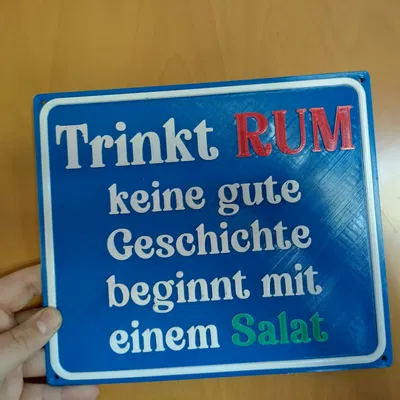 Trinkt RUM
keine gute
Geschichte
beginnt mit
einem Salat